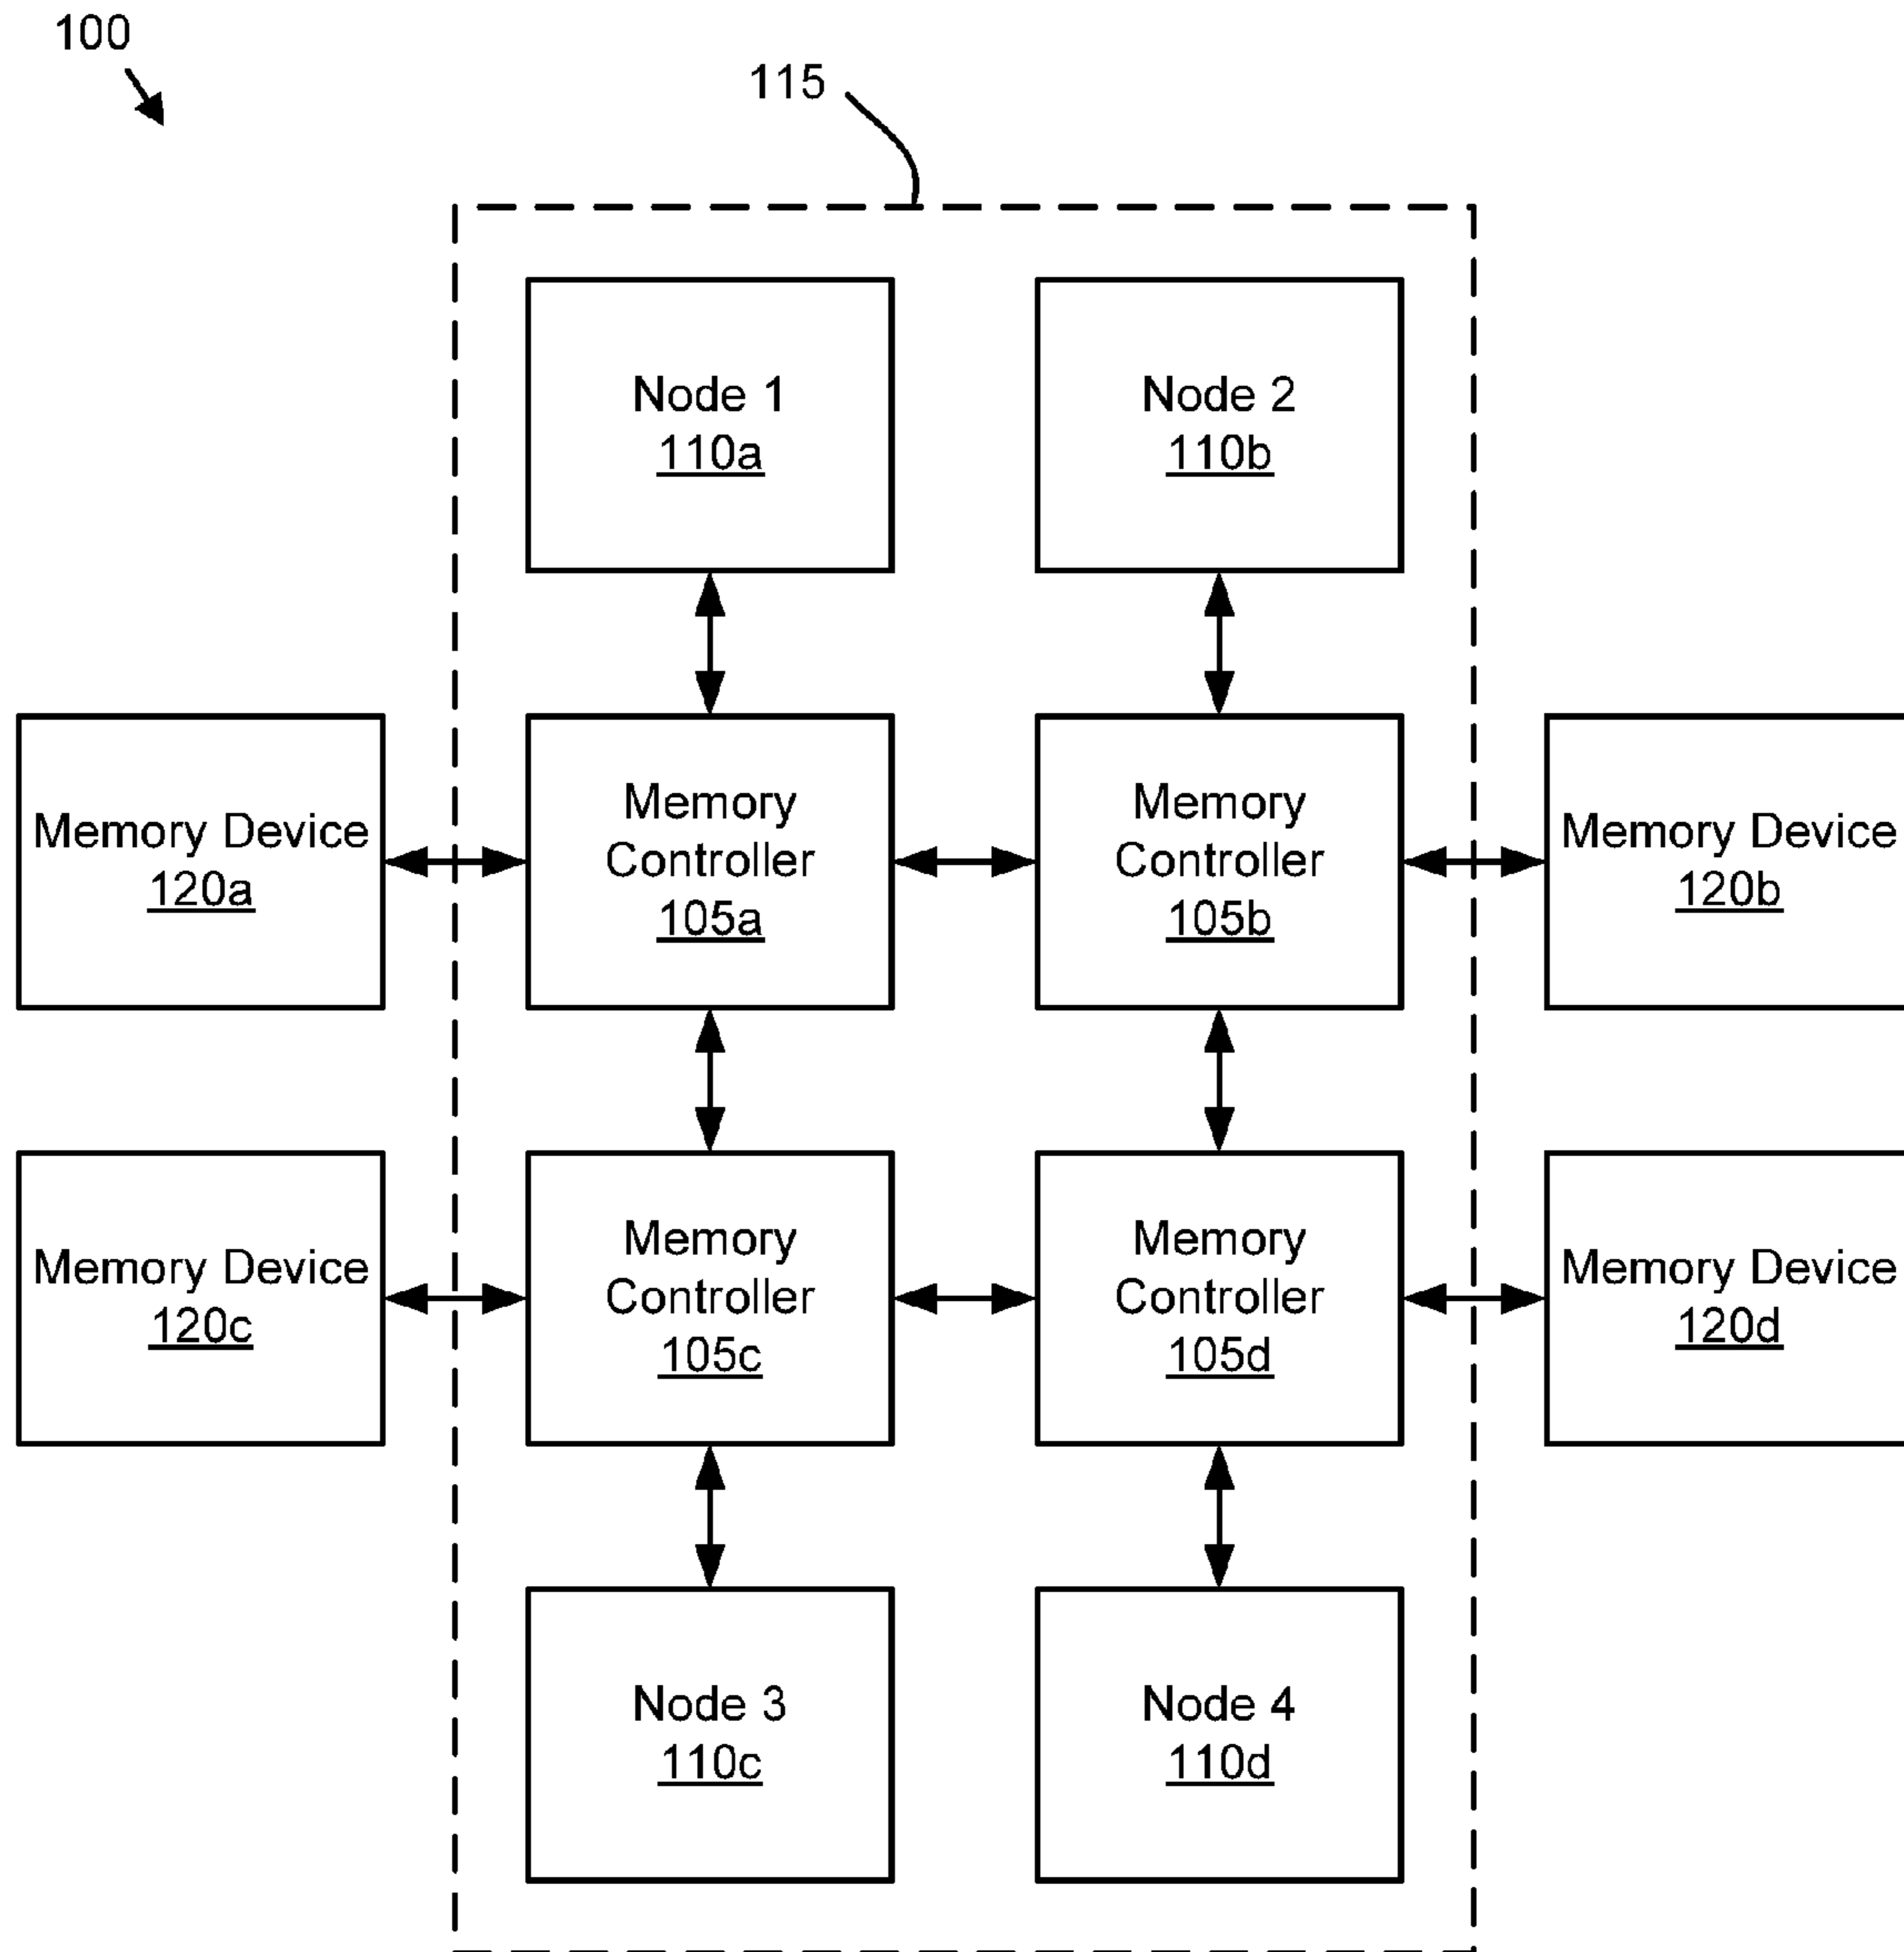 100
115
Node 1
110a
Node 2
110b
Memory Device
120a
Memory
Controller
105a
Memory
Controller
105b
Memory Device
120b
Memory Device
120c
Memory
Controller
105c
Memory
Controller
105d
Memory Device
120d
Node 3
110c
Node 4
110d